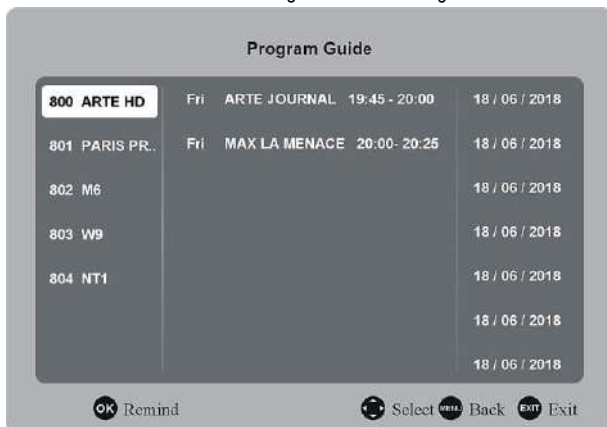 Program Guide
800 ARTE HD Fri ARTE JOURNAL 19:45 - 20:00 18 / 06 / 2018
801 PARIS PR.. Fri MAX LA MENACE 20:00- 20:25 18 / 06 / 2018
802 M6 18 / 06 / 2018
803 W9 18 / 06 / 2018
804 NT1 18 / 06 / 2018
18 / 06 / 2018
18 / 06 / 2018
OK Remind Select MENU Back EXIT Exit